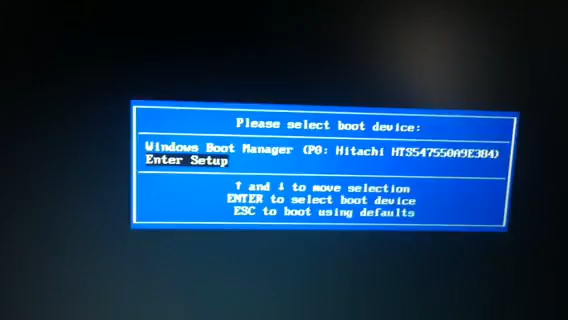 Please select boot device:
Windows Boot Manager (P0: Hitachi HTS547550A9E384)
Enter Setup
↑ and ↓ to move selection
ENTER to select boot device
ESC to boot using defaults